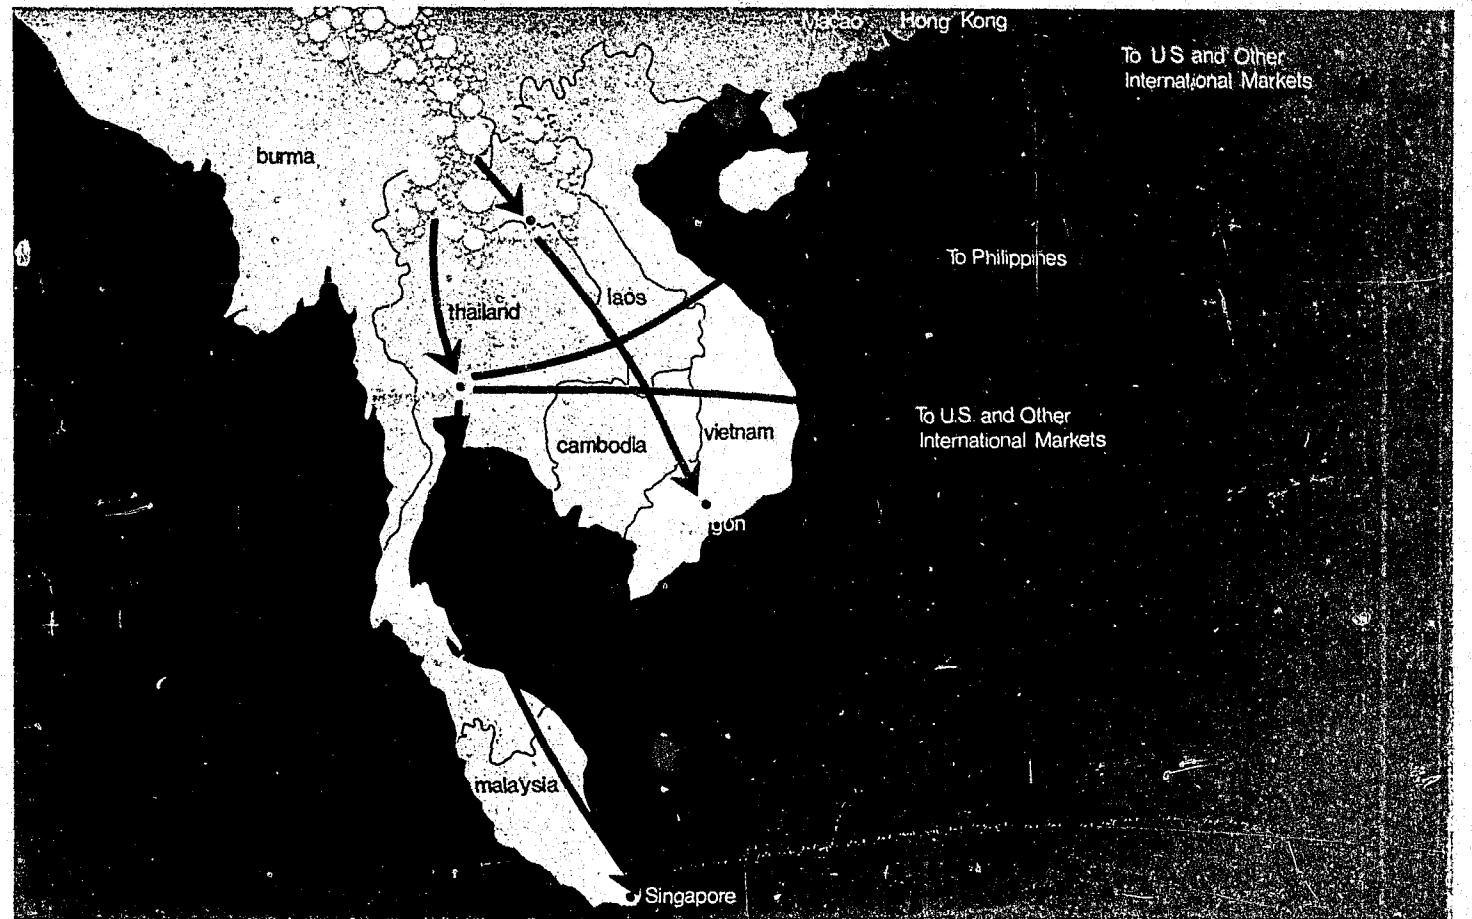 Macao Hong Kong
To U.S and Other
International Markets
burma
To Philippines
laos
thailand
To U.S. and Other
International Markets
vietnam
cambodia
malaysia
Singapore